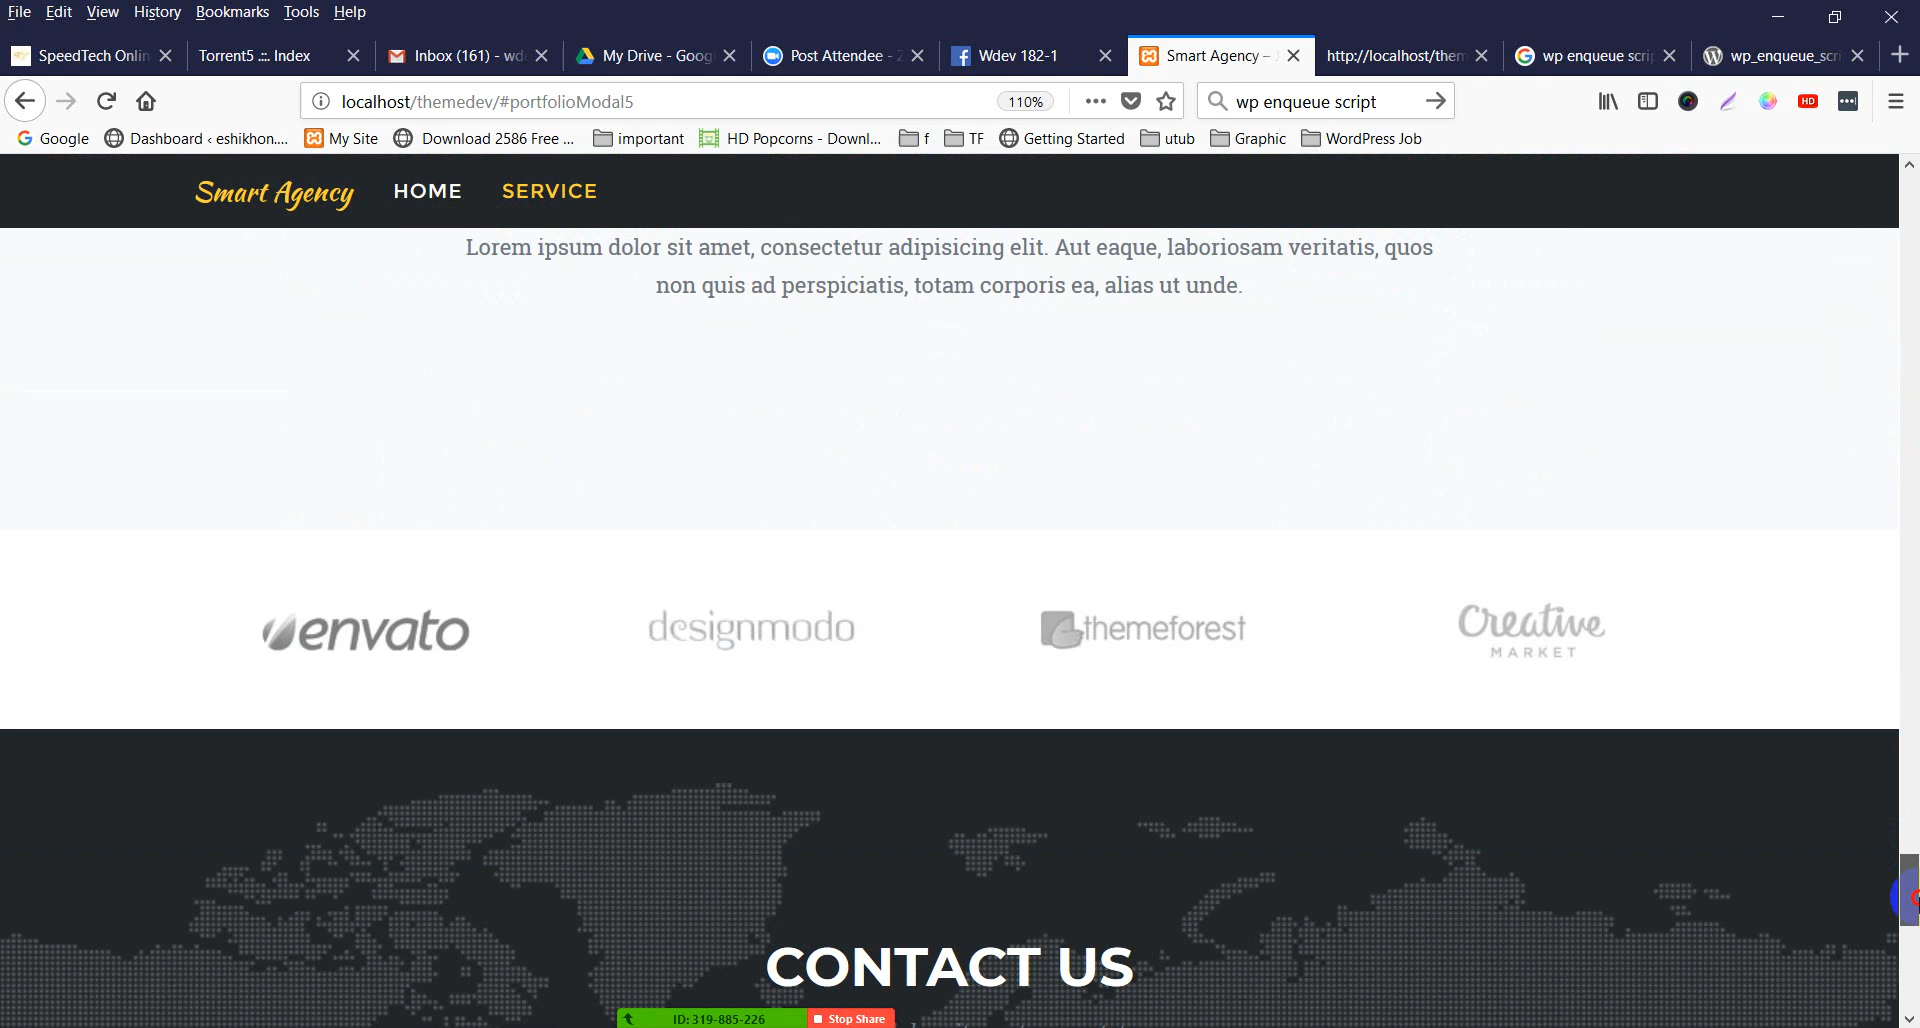 File Edit View History Bookmarks Tools Help
SpeedTech Onlin
Torrent5 .::. Index
Inbox (161) - wd
My Drive - Goog
Post Attendee - Z
Wdev 182-1
Smart Agency –
http://localhost/them
wp enqueue scri
wp_enqueue_scri
localhost/themedev/#portfolioModal5
110%
wp enqueue script
HD
Google
Dashboard ‹ eshikhon....
My Site
Download 2586 Free ...
important
HD Popcorns - Downl...
f
TF
Getting Started
utub
Graphic
WordPress Job
Smart Agency HOME SERVICE
Lorem ipsum dolor sit amet, consectetur adipisicing elit. Aut eaque, laboriosam veritatis, quos
non quis ad perspiciatis, totam corporis ea, alias ut unde.
envato
designmodo
themeforest
Creative
MARKET
CONTACT US
ID: 319-885-226
Stop Share